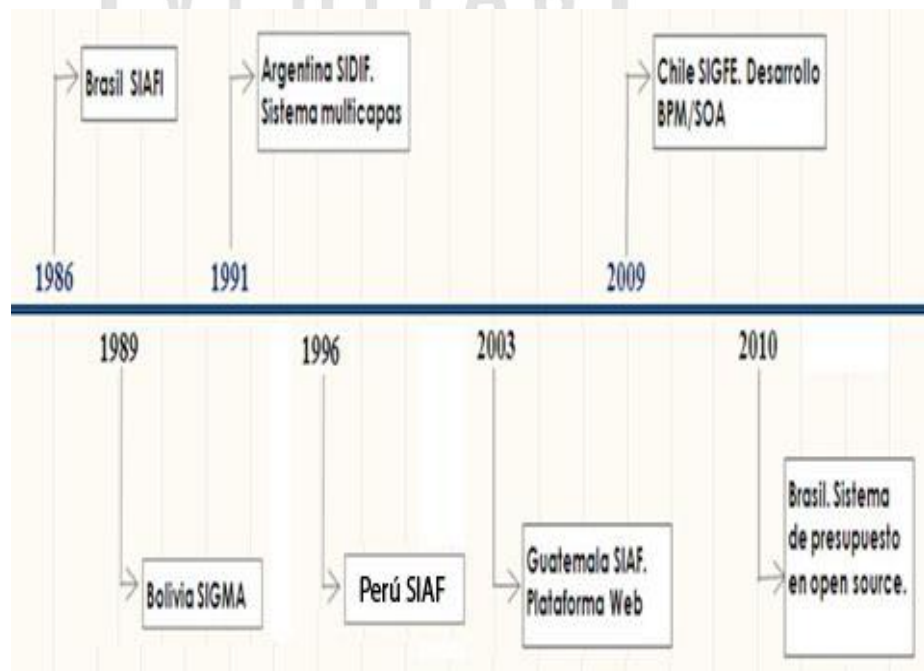 Brasil SIAFI
Argentina SIDIF.
Sistema multicapas
Chile SIGFE. Desarrollo
BPM/SOA
1986
1991
2009
1989
1996
2003
2010
Bolivia SIGMA
Perú SIAF
Guatemala SIAF.
Plataforma Web
Brasil. Sistema
de presupuesto
en open source.